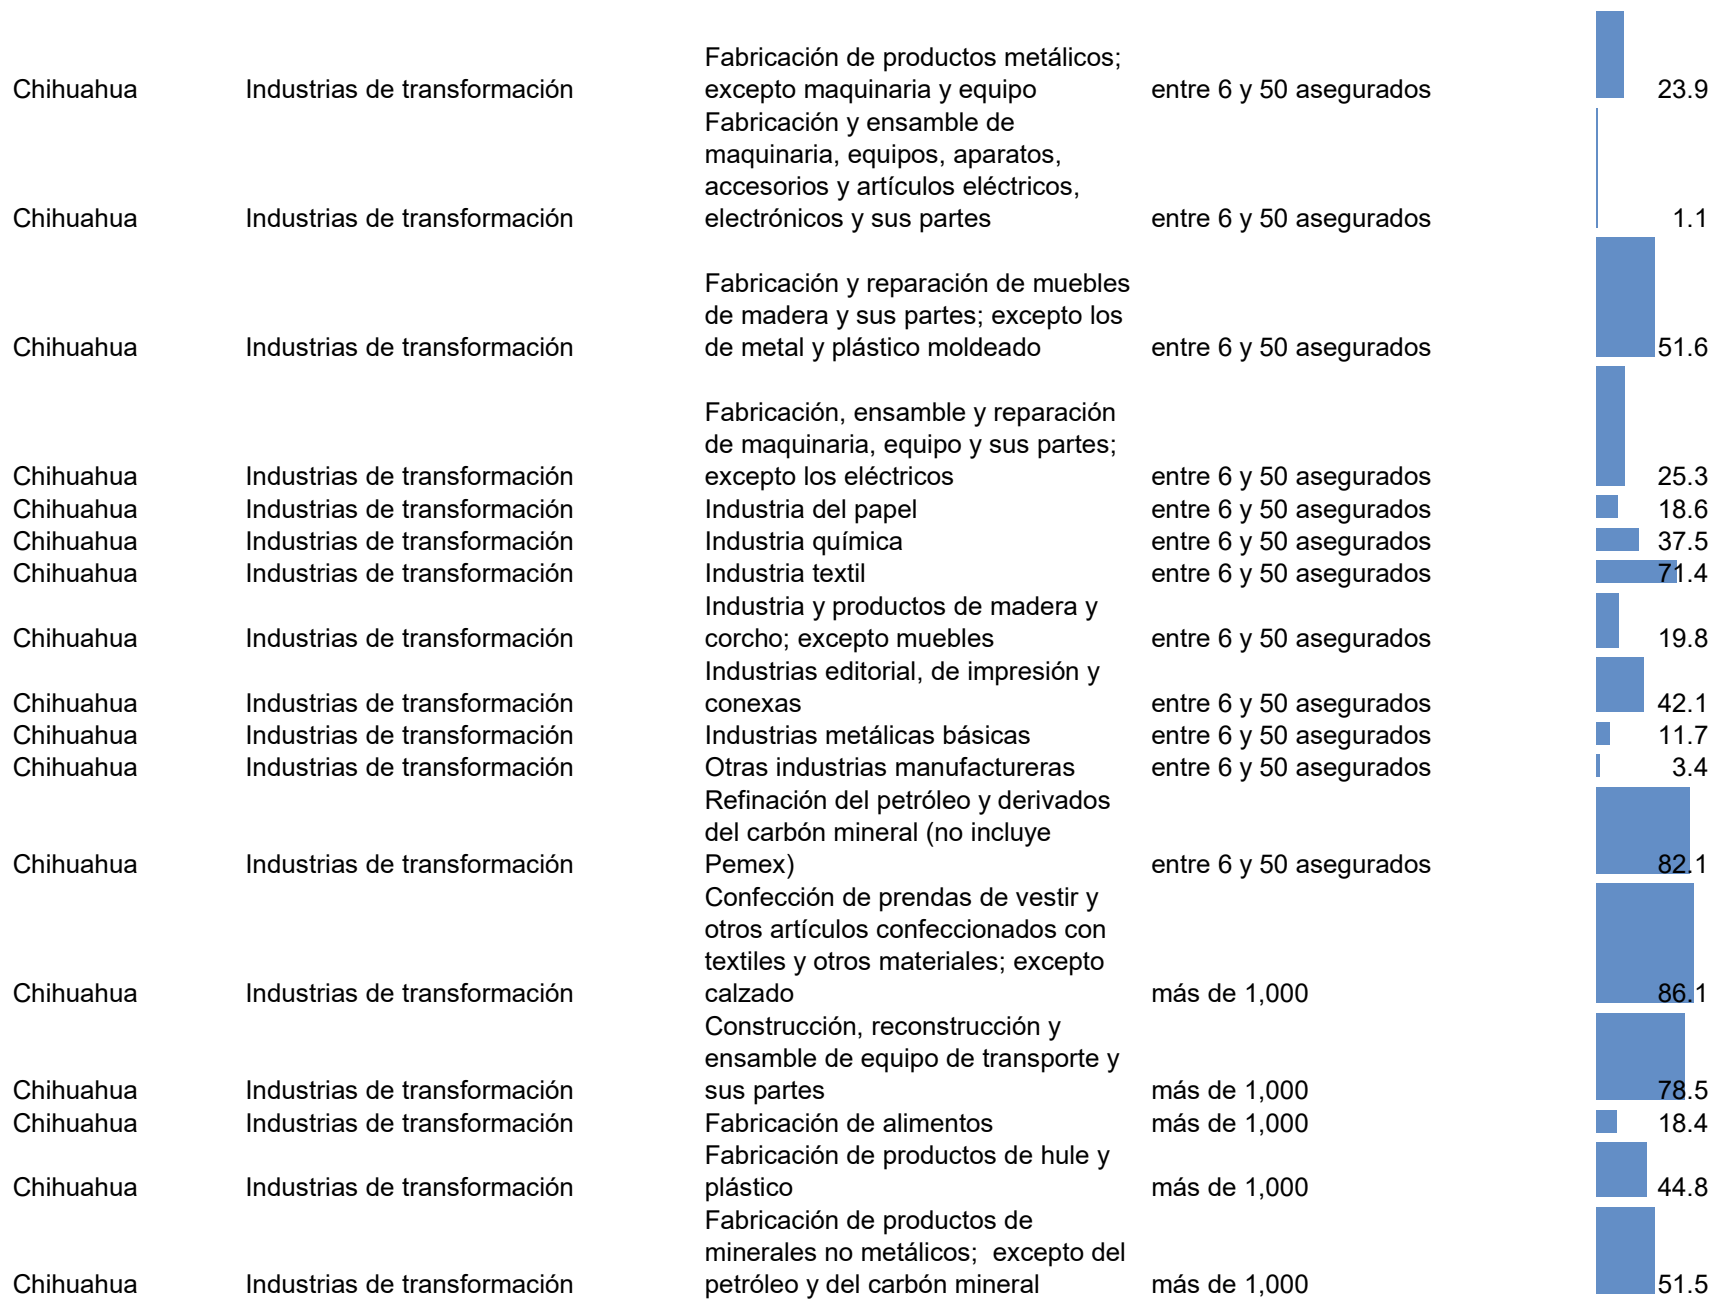 Fabricación de productos metálicos;
Chihuahua Industrias de transformación excepto maquinaria y equipo entre 6 y 50 asegurados 23.9
Fabricación y ensamble de
maquinaria, equipos, aparatos,
accesorios y artículos eléctricos,
Chihuahua Industrias de transformación electrónicos y sus partes entre 6 y 50 asegurados 1.1
Fabricación y reparación de muebles
de madera y sus partes; excepto los
Chihuahua Industrias de transformación de metal y plástico moldeado entre 6 y 50 asegurados 51.6
Fabricación, ensamble y reparación
de maquinaria, equipo y sus partes;
Chihuahua Industrias de transformación excepto los eléctricos entre 6 y 50 asegurados 25.3
Chihuahua Industrias de transformación Industria del papel entre 6 y 50 asegurados 18.6
Chihuahua Industrias de transformación Industria química entre 6 y 50 asegurados 37.5
Chihuahua Industrias de transformación Industria textil entre 6 y 50 asegurados 71.4
Industria y productos de madera y
Chihuahua Industrias de transformación corcho; excepto muebles entre 6 y 50 asegurados 19.8
Industrias editorial, de impresión y
Chihuahua Industrias de transformación conexas entre 6 y 50 asegurados 42.1
Chihuahua Industrias de transformación Industrias metálicas básicas entre 6 y 50 asegurados 11.7
Chihuahua Industrias de transformación Otras industrias manufactureras entre 6 y 50 asegurados 3.4
Refinación del petróleo y derivados
del carbón mineral (no incluye
Chihuahua Industrias de transformación Pemex) entre 6 y 50 asegurados 82.1
Confección de prendas de vestir y
otros artículos confeccionados con
textiles y otros materiales; excepto
Chihuahua Industrias de transformación calzado más de 1,000 86.1
Construcción, reconstrucción y
ensamble de equipo de transporte y
Chihuahua Industrias de transformación sus partes más de 1,000 78.5
Chihuahua Industrias de transformación Fabricación de alimentos más de 1,000 18.4
Fabricación de productos de hule y
Chihuahua Industrias de transformación plástico más de 1,000 44.8
Fabricación de productos de
minerales no metálicos;  excepto del
Chihuahua Industrias de transformación petróleo y del carbón mineral más de 1,000 51.5